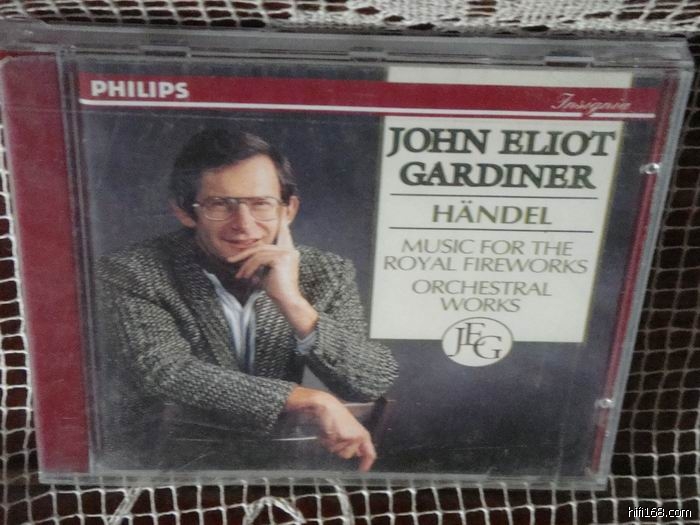 PHILIPS
Insignia
JOHN ELIOT
GARDINER
HÄNDEL
MUSIC FOR THE
ROYAL FIREWORKS
ORCHESTRAL
WORKS
JEG
hifi168.com